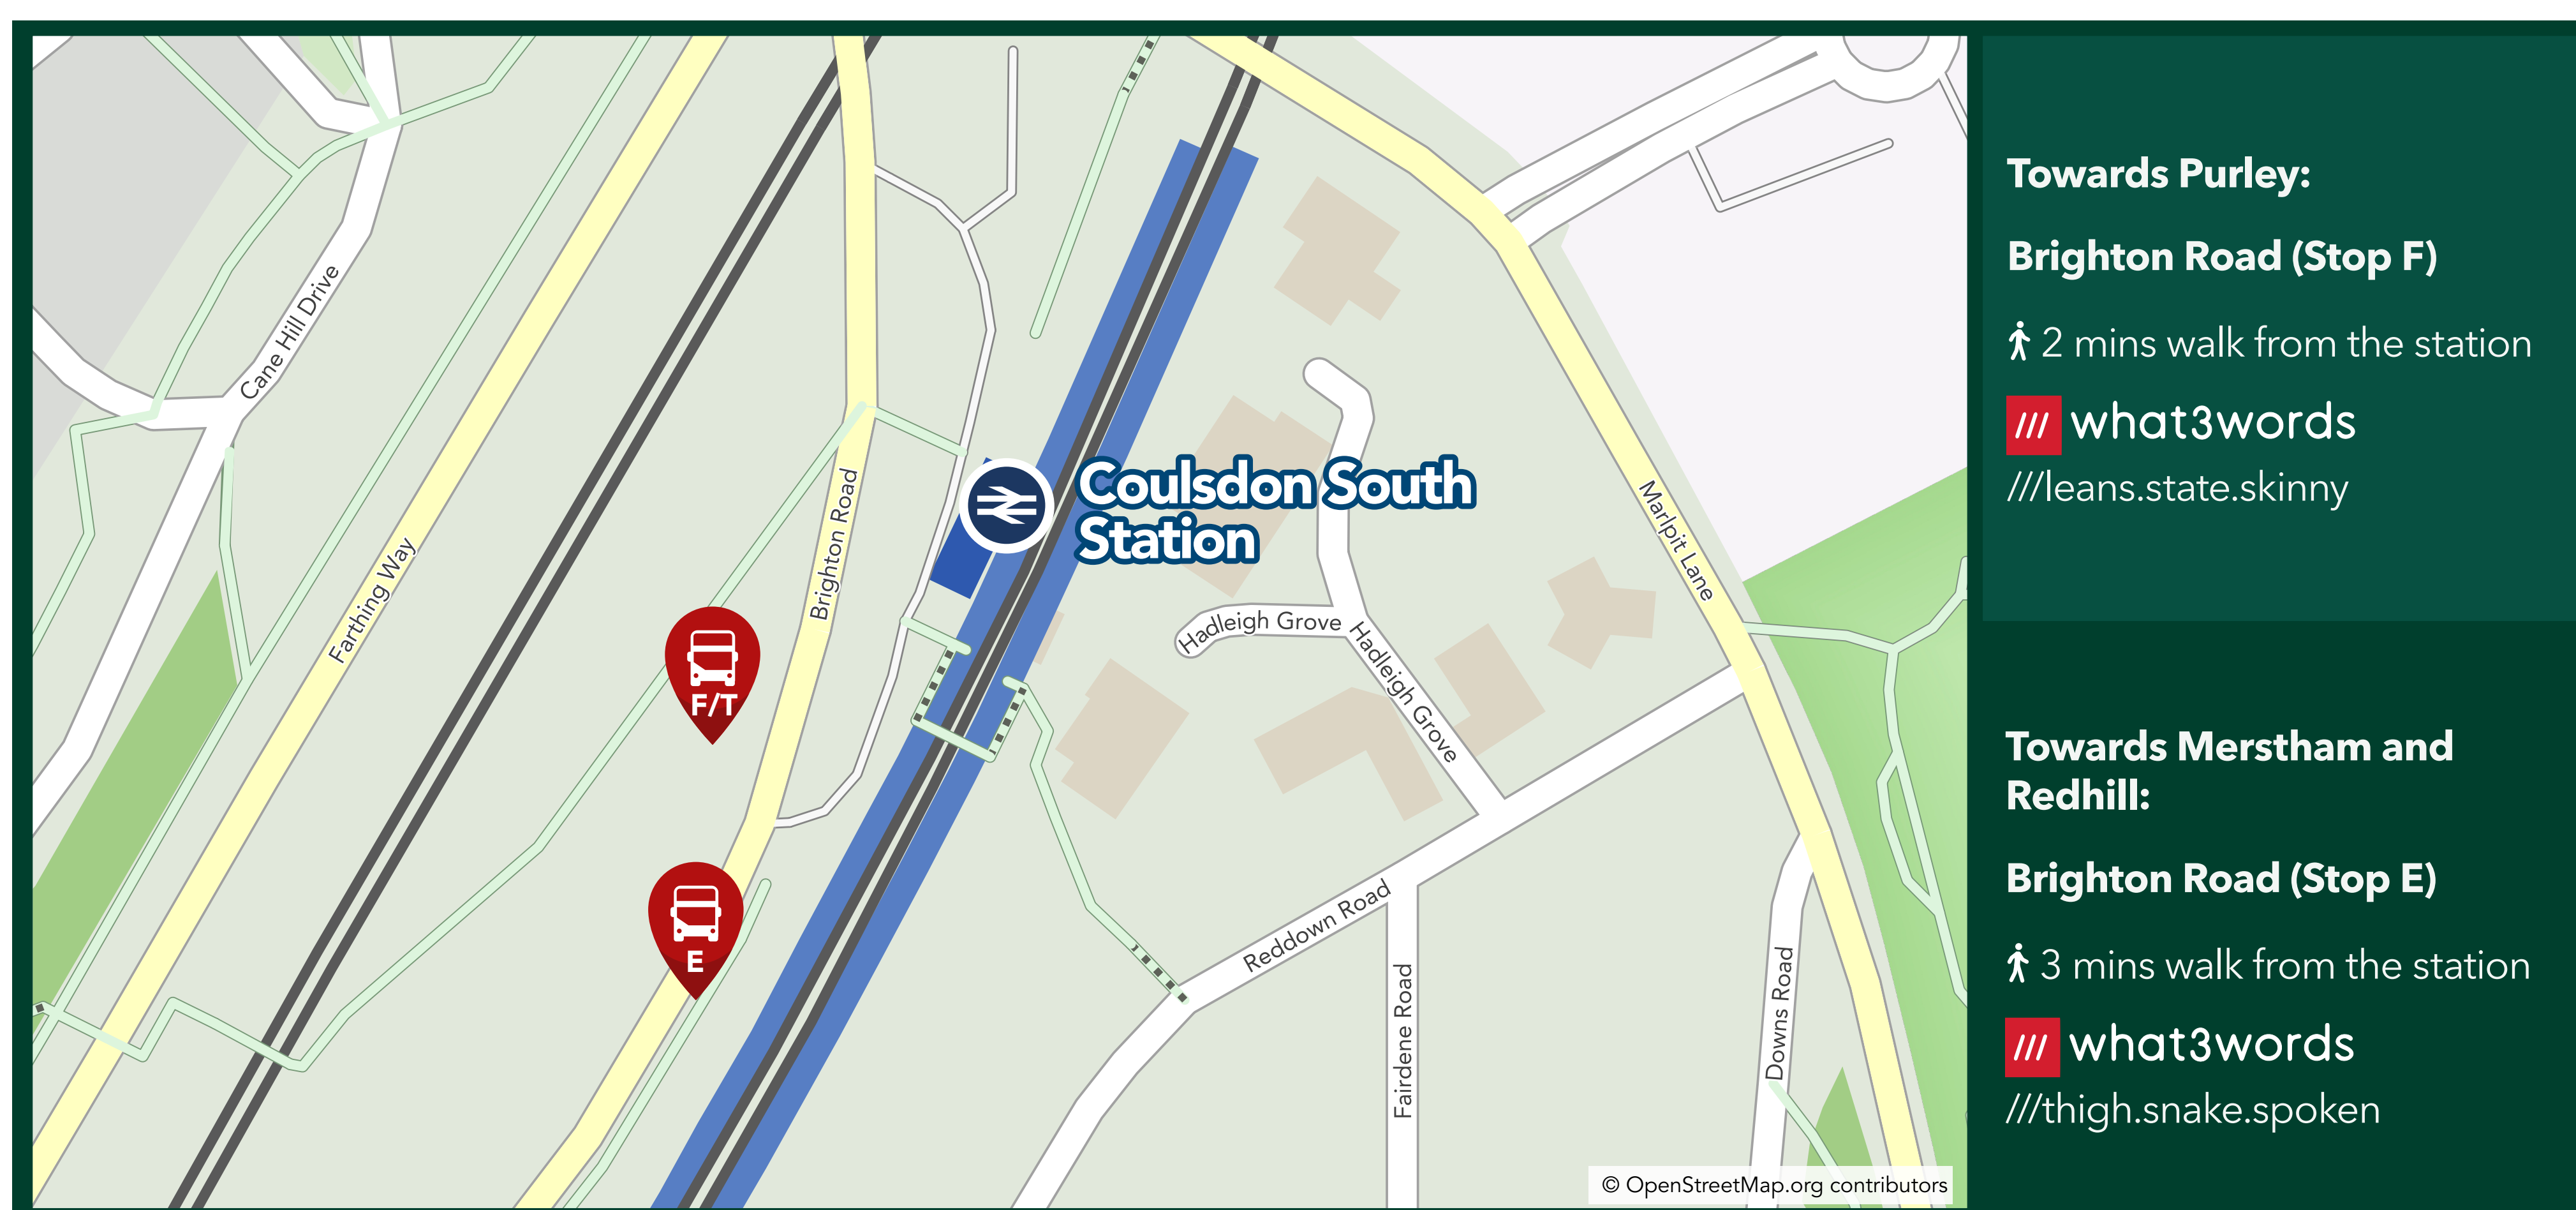 Cane Hill Drive
Farthing Way
Brighton Road
Coulsdon South
Station
F/T
E
Hadleigh Grove
Hadleigh Grove
Marlpit Lane
Reddown Road
Fairdene Road
Downs Road
© OpenStreetMap.org contributors
Towards Purley:
Brighton Road (Stop F)
2 mins walk from the station
/// what3words
///leans.state.skinny
Towards Merstham and
Redhill:
Brighton Road (Stop E)
3 mins walk from the station
/// what3words
///thigh.snake.spoken